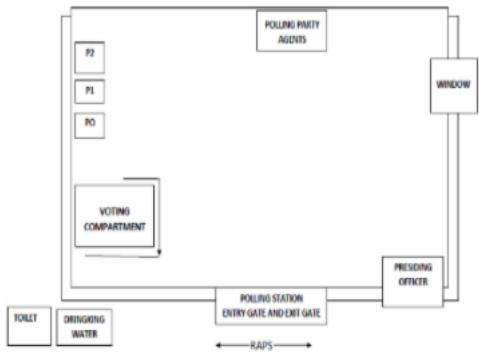 POLLING PARTY
AGENTS
P2
WINDOW
P1
PO
VOTING
COMPARTMENT
PRESIDING
OFFICER
POLLING STATION
ENTRY GATE AND EXIT GATE
TOILET
DRINGKING
WATER
RAPS